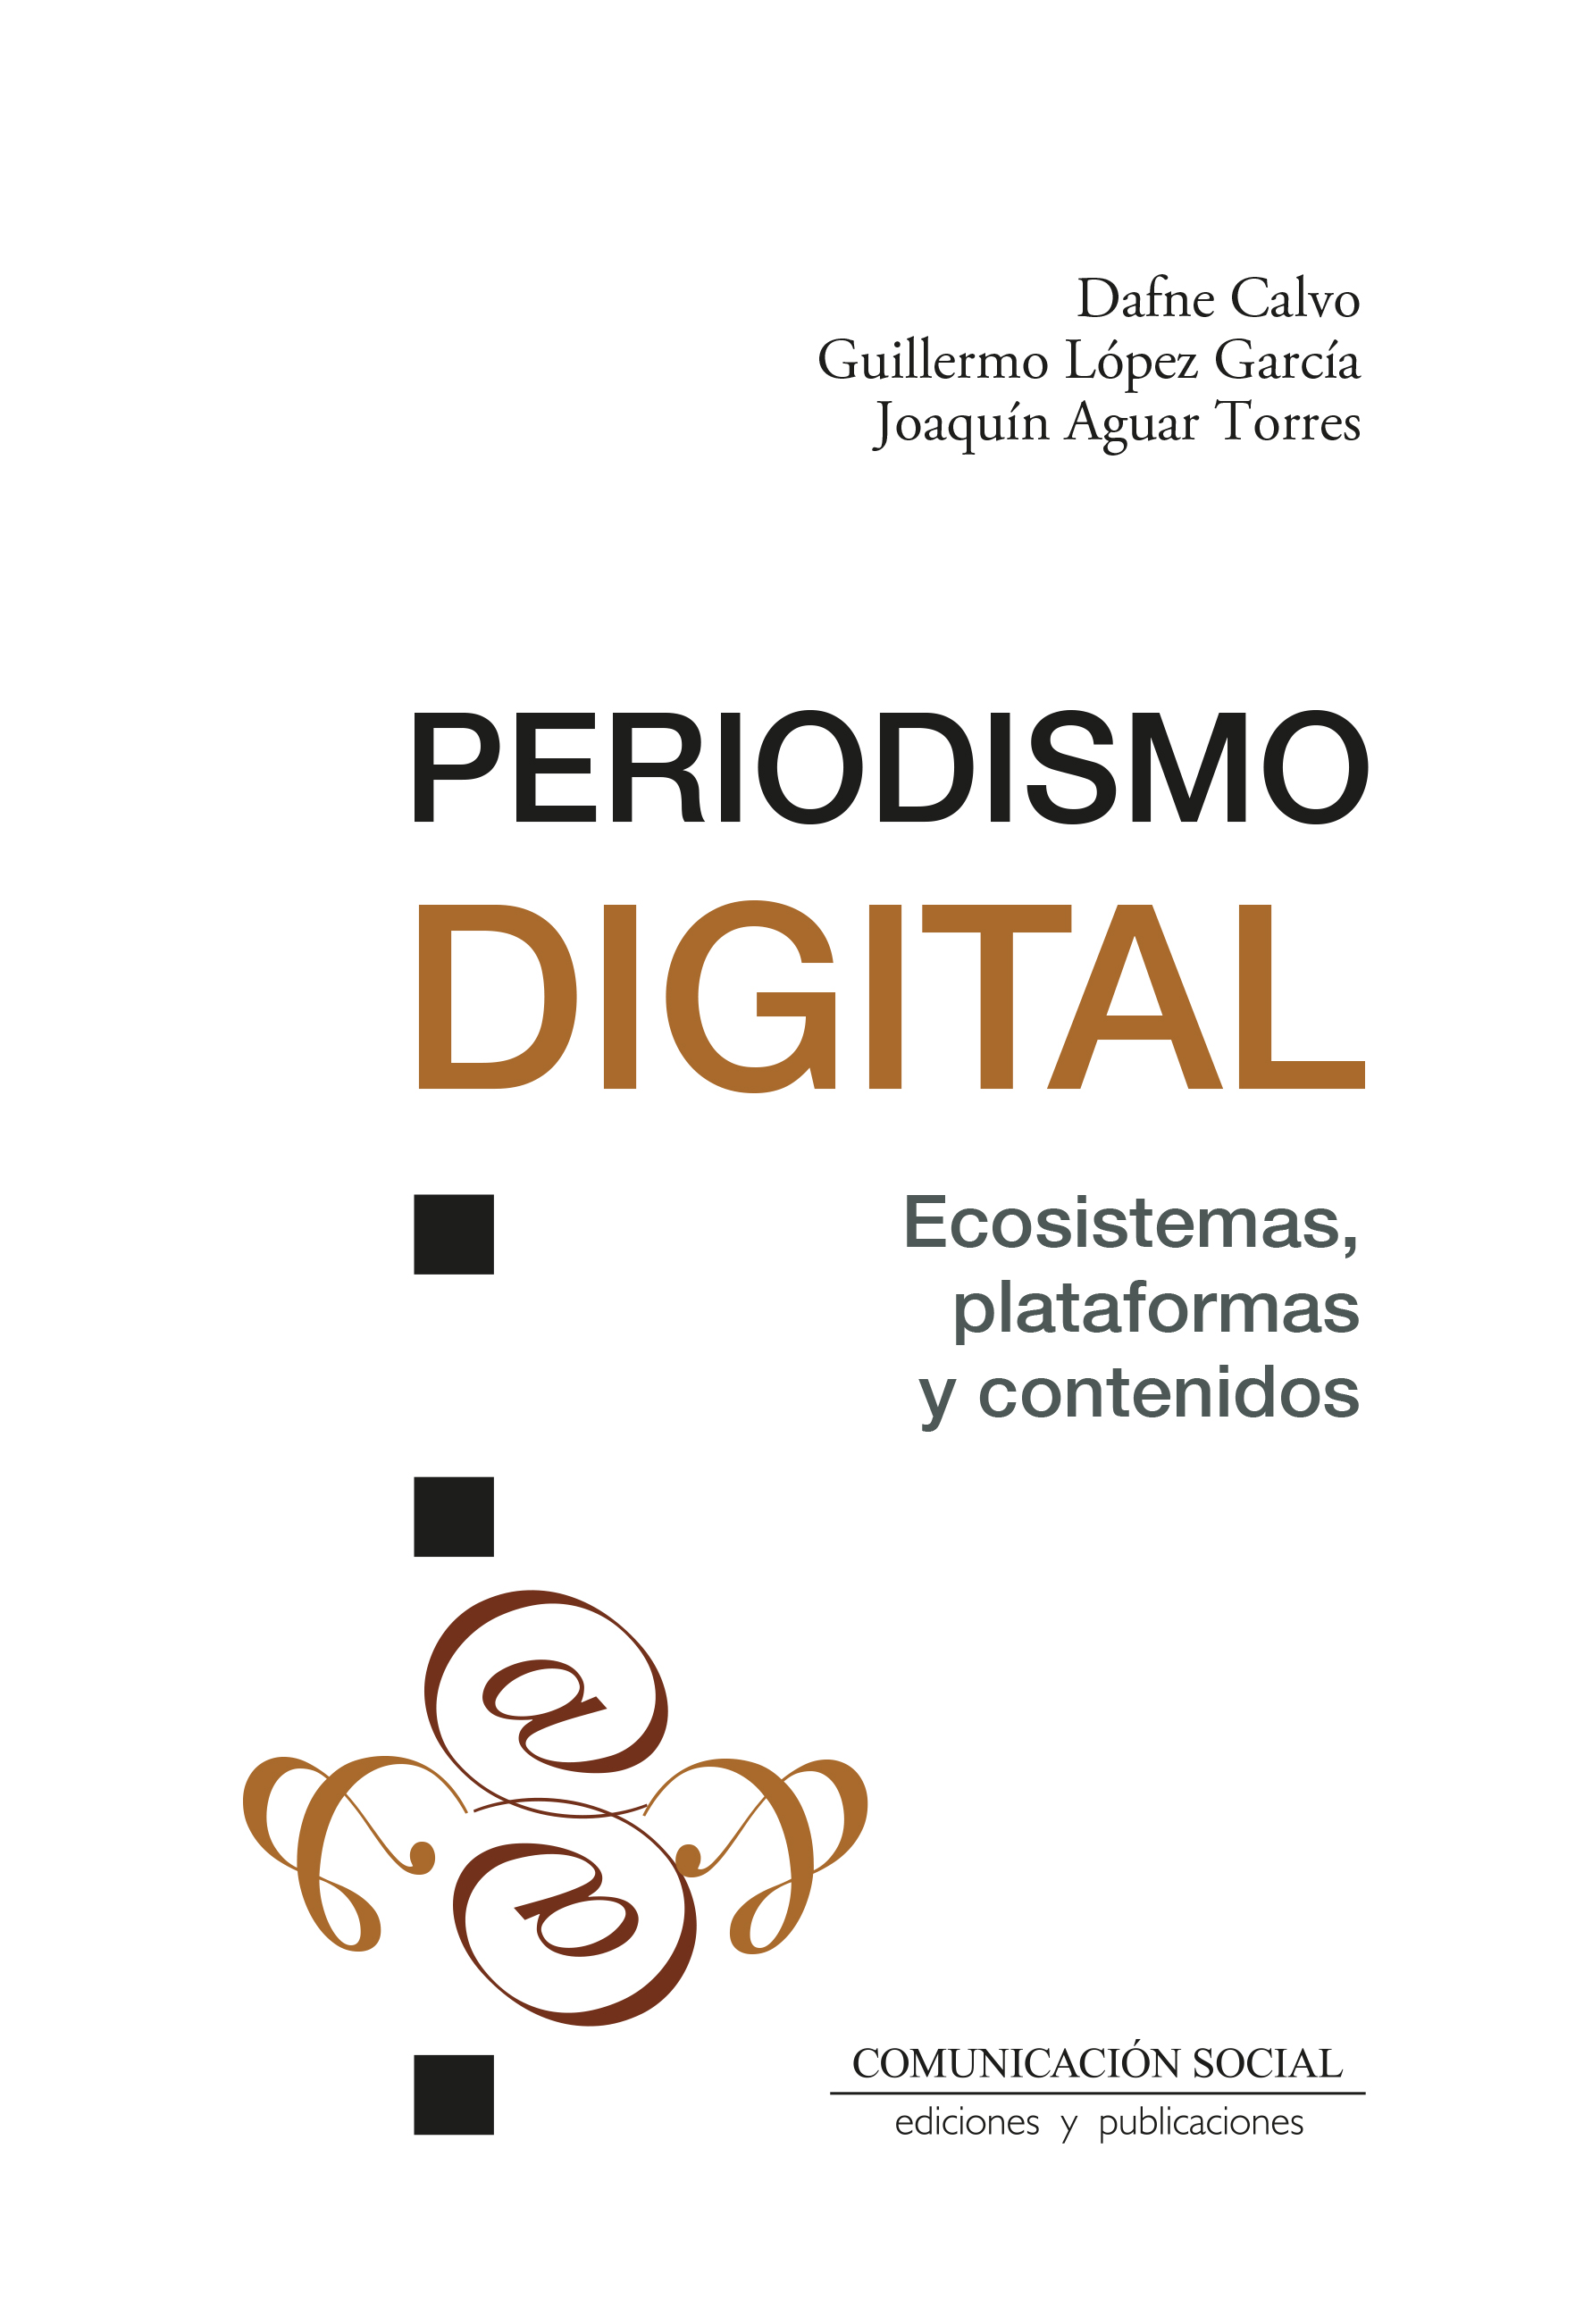 Dafne Calvo
Guillermo López García
Joaquín Aguar Torres
PERIODISMO
DIGITAL
Ecosistemas,
plataformas
y contenidos
@
@
COMUNICACIÓN SOCIAL
ediciones y publicaciones